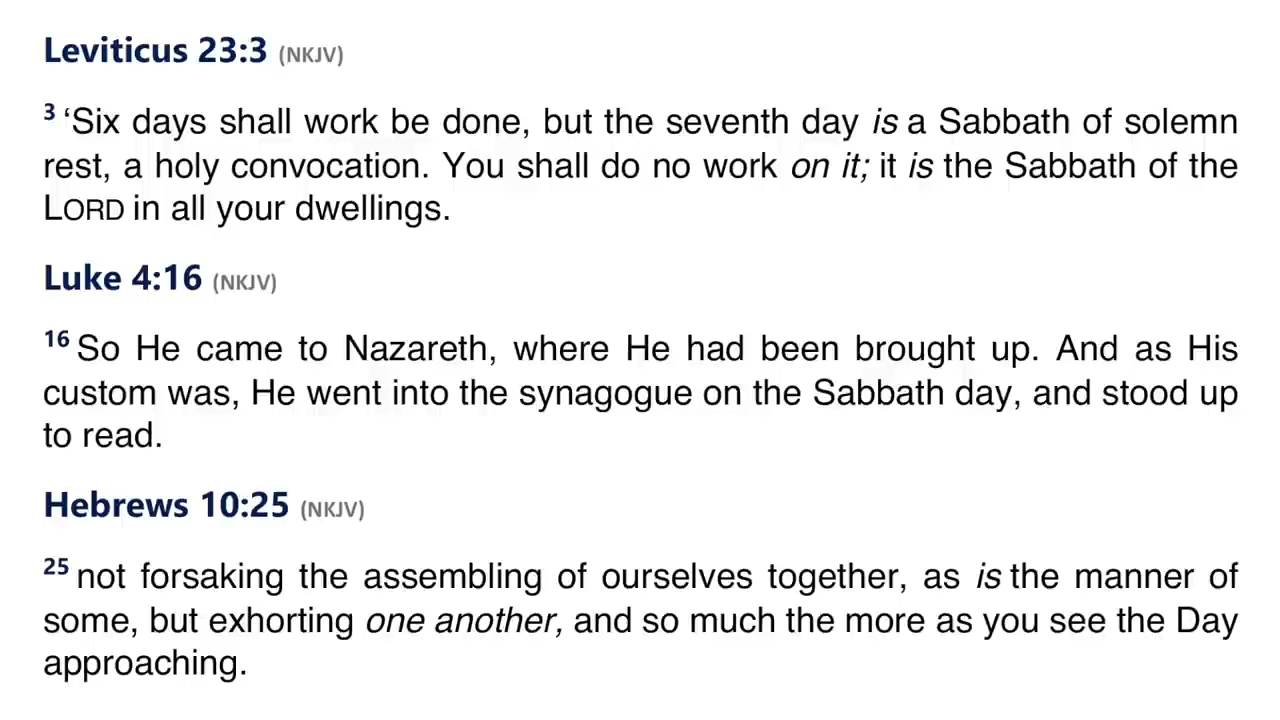 Leviticus 23:3 (NKJV)
3 ‘Six days shall work be done, but the seventh day is a Sabbath of solemn
rest, a holy convocation. You shall do no work on it; it is the Sabbath of the
LORD in all your dwellings.
Luke 4:16 (NKJV)
16 So He came to Nazareth, where He had been brought up. And as His
custom was, He went into the synagogue on the Sabbath day, and stood up
to read.
Hebrews 10:25 (NKJV)
25 not forsaking the assembling of ourselves together, as is the manner of
some, but exhorting one another, and so much the more as you see the Day
approaching.